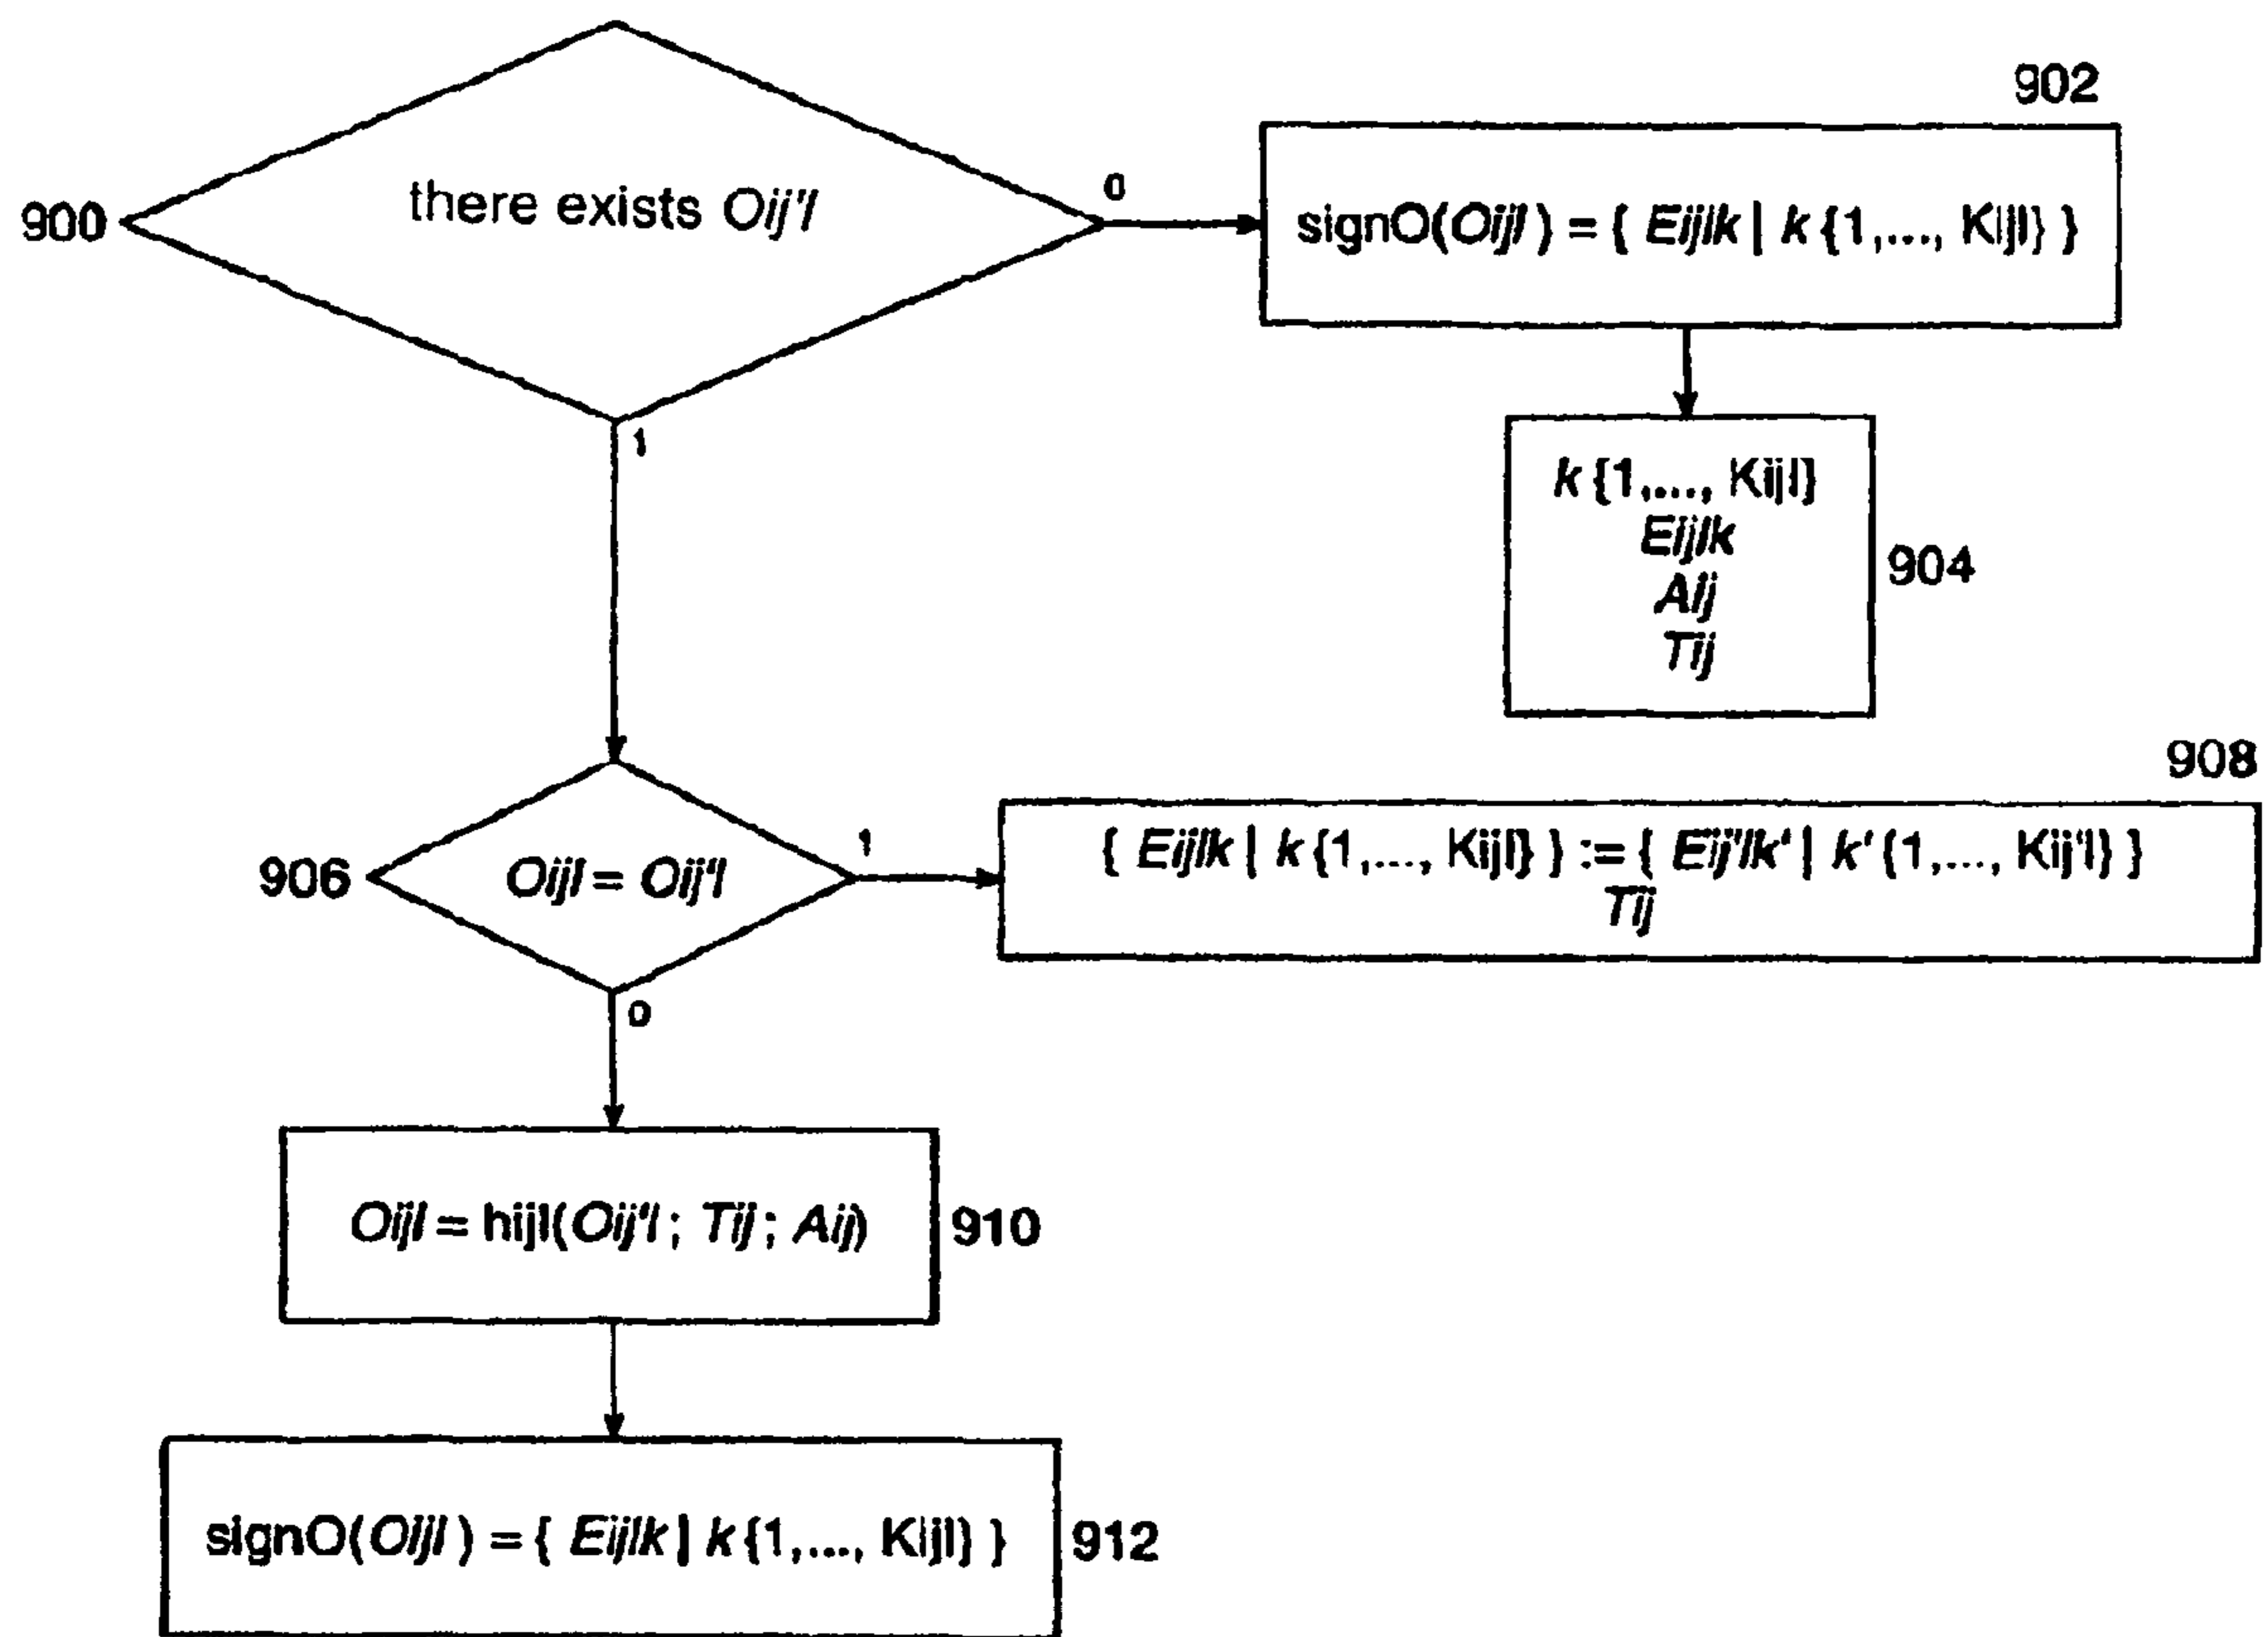 902
there exists Oij'l
0
900
signO(Oijl) = { Eijlk | k {1,..., Kijl} }
1
k {1,..., Kijl}
Eijlk
Aij
Tij
904
908
1
{ Eijlk | k {1,..., Kijl} } := { Eij'lk' | k' {1,..., Kij'l} }
Tij
906
Oijl = Oij'l
0
Oijl = hijl(Oij'l ; Tij ; Aij)
910
signO(Oijl) = { Eijlk | k {1,..., Kijl} }
912